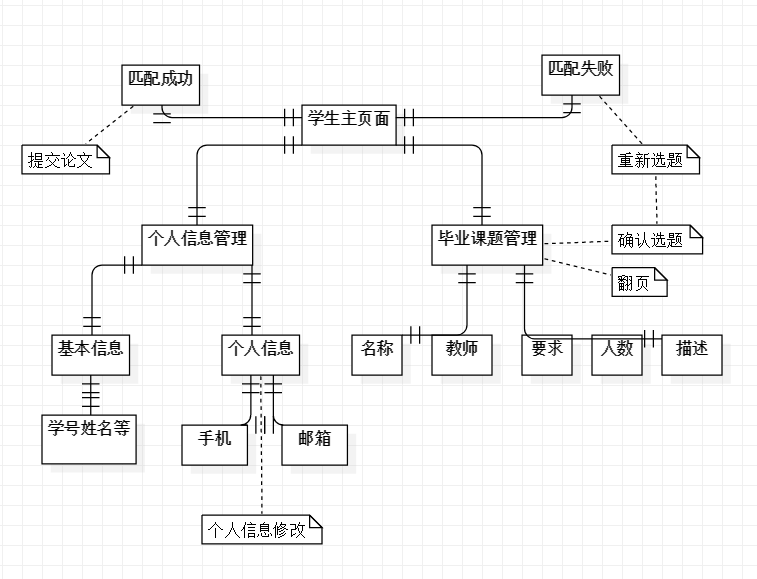 匹配成功
匹配失败
学生主页面
提交论文
重新选题
个人信息管理
毕业课题管理
确认选题
翻页
基本信息
个人信息
名称
教师
要求
人数
描述
学号姓名等
手机
邮箱
个人信息修改